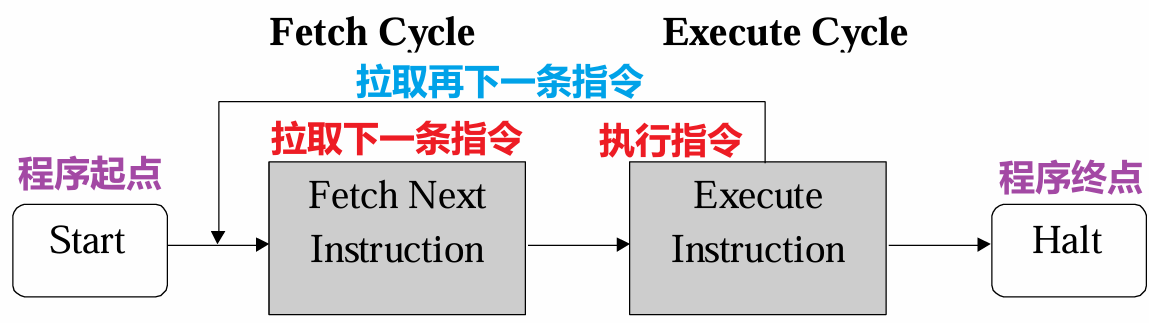 Fetch Cycle
Execute Cycle
拉取再下一条指令
拉取下一条指令
执行指令
程序起点
程序终点
Start
Fetch Next
Instruction
Execute
Instruction
Halt